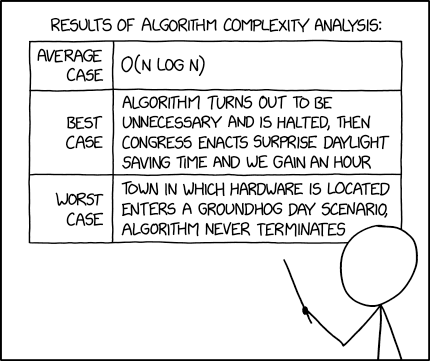 RESULTS OF ALGORITHM COMPLEXITY ANALYSIS:
AVERAGE
CASE
O(N LOG N)
BEST
CASE
ALGORITHM TURNS OUT TO BE
UNNECESSARY AND IS HALTED, THEN
CONGRESS ENACTS SURPRISE DAYLIGHT
SAVING TIME AND WE GAIN AN HOUR
WORST
CASE
TOWN IN WHICH HARDWARE IS LOCATED
ENTERS A GROUNDHOG DAY SCENARIO,
ALGORITHM NEVER TERMINATES